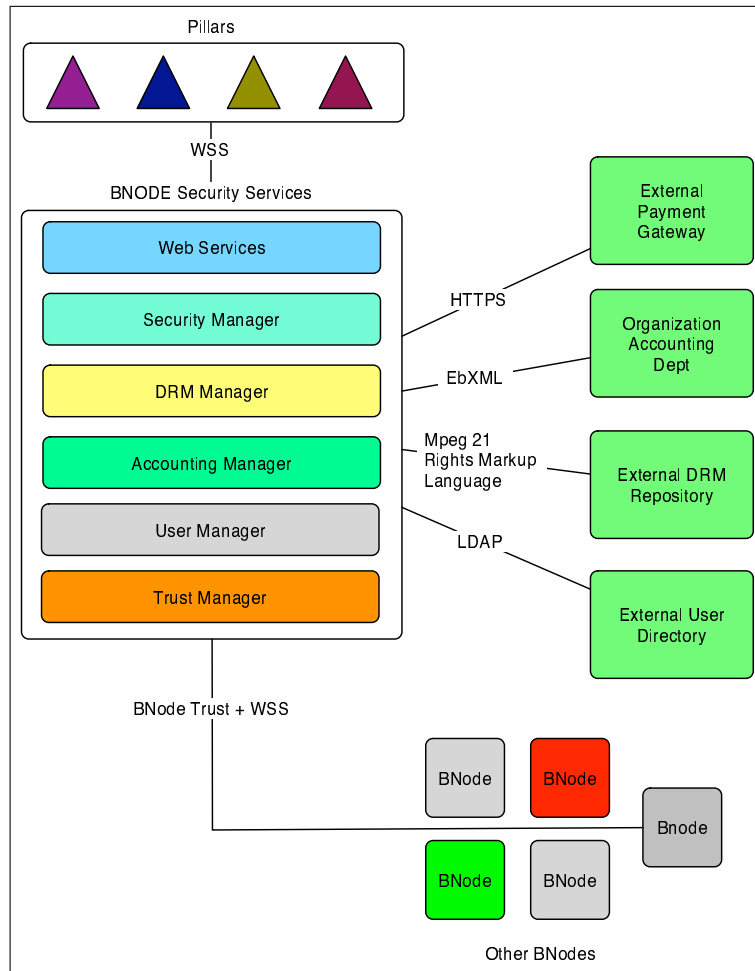 Pillars
WSS
BNODE Security Services
Web Services
Security Manager
DRM Manager
Accounting Manager
User Manager
Trust Manager
HTTPS
EbXML
Mpeg 21
Rights Markup
Language
LDAP
External
Payment
Gateway
Organization
Accounting
Dept
External DRM
Repository
External User
Directory
BNode Trust + WSS
BNode
BNode
Bnode
BNode
BNode
Other BNodes